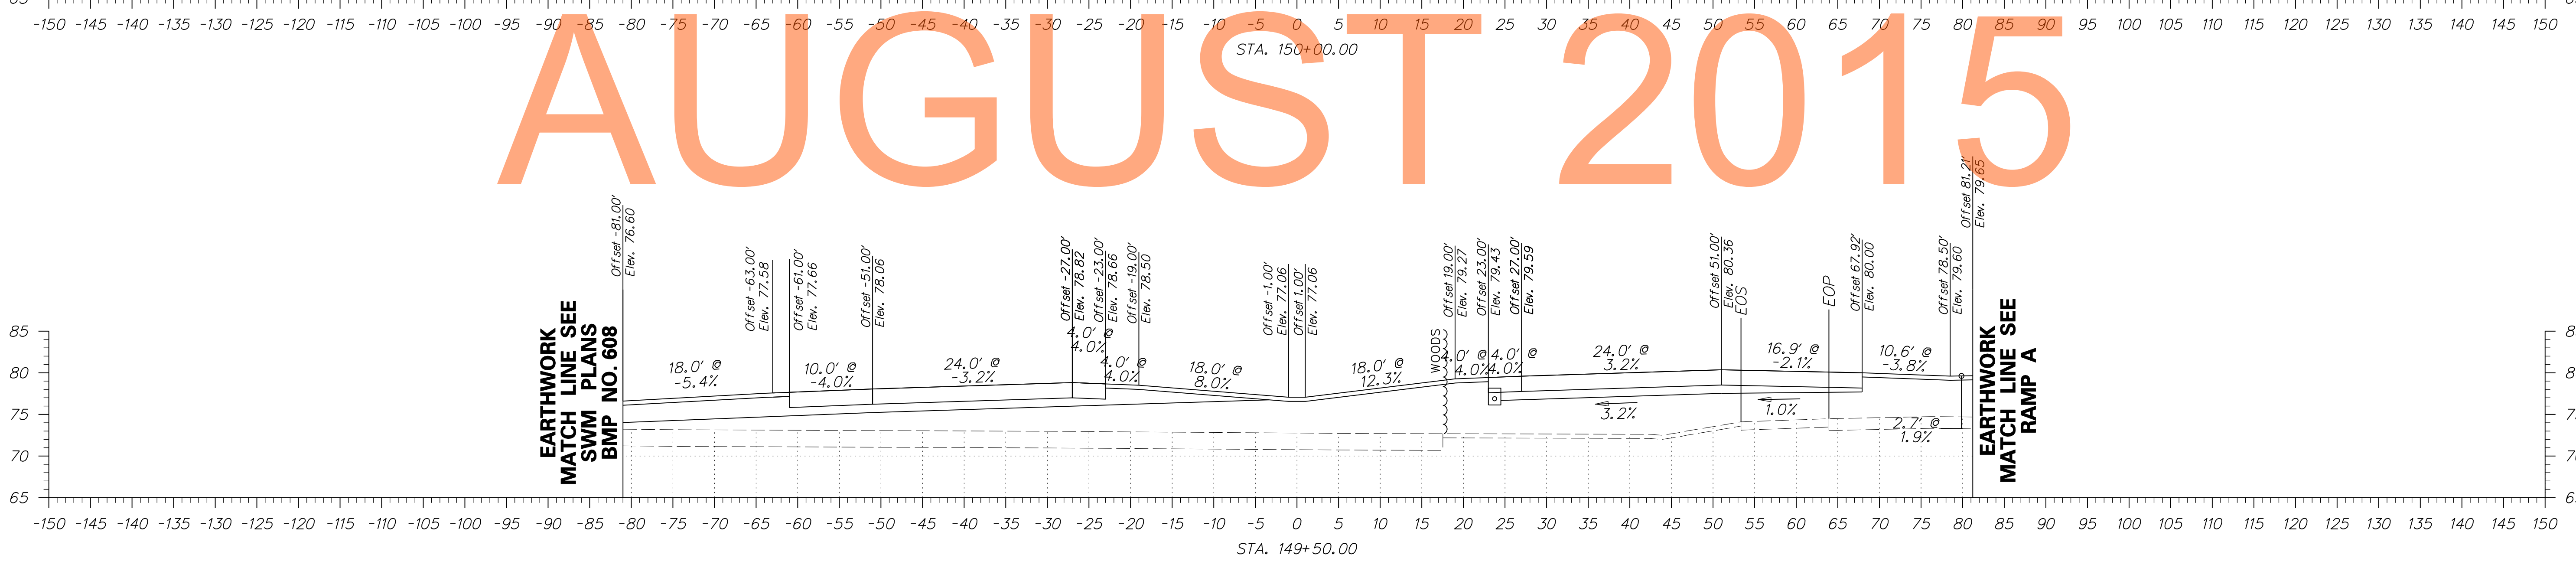 -150 -145 -140 -135 -130 -125 -120 -115 -110 -105 -100 -95 -90 -85 -80 -75 -70 -65 -60 -55 -50 -45 -40 -35 -30 -25 -20 -15 -10 -5 0 5 10 15 20 25 30 35 40 45 50 55 60 65 70 75 80 85 90 95 100 105 110 115 120 125 130 135 140 145 150
STA. 150+00.00
AUGUST 2015
Offset -81.00'
Elev. 76.60
Offset -63.00'
Elev. 77.58
Offset -61.00'
Elev. 77.66
Offset -51.00'
Elev. 78.06
Offset -27.00'
Elev. 78.82
Offset -23.00'
Elev. 78.66
Offset -19.00'
Elev. 78.50
Offset -1.00'
Elev. 77.06
Offset 1.00'
Elev. 77.06
WOODS
Offset 19.00'
Elev. 79.27
Offset 23.00'
Elev. 79.43
Offset 27.00'
Elev. 79.59
Offset 51.00'
Elev. 80.36
EOS
EOP
Offset 67.92'
Elev. 80.00
Offset 78.50'
Elev. 79.60
Offset 81.21'
Elev. 79.65
EARTHWORK
MATCH LINE SEE
SWM PLANS
BMP NO. 608
EARTHWORK
MATCH LINE SEE
RAMP A
18.0' @
-5.4%
10.0' @
-4.0%
24.0' @
-3.2%
4.0' @
4.0%
4.0' @
4.0%
18.0' @
8.0%
18.0' @
12.3%
4.0' @
4.0%
4.0' @
4.0%
24.0' @
3.2%
16.9' @
-2.1%
10.6' @
-3.8%
3.2%
1.0%
2.7' @
1.9%
85
80
75
70
65
-150 -145 -140 -135 -130 -125 -120 -115 -110 -105 -100 -95 -90 -85 -80 -75 -70 -65 -60 -55 -50 -45 -40 -35 -30 -25 -20 -15 -10 -5 0 5 10 15 20 25 30 35 40 45 50 55 60 65 70 75 80 85 90 95 100 105 110 115 120 125 130 135 140 145 150
STA. 149+50.00